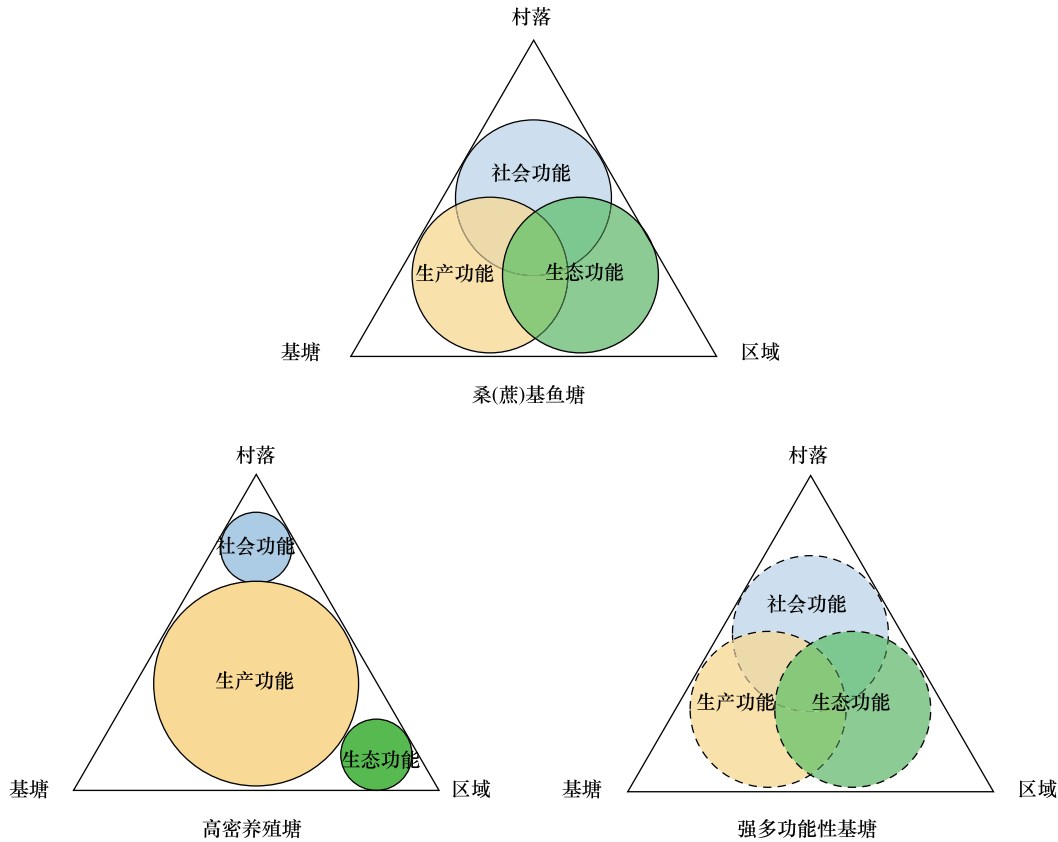 村落
社会功能
生产功能
生态功能
基塘
区域
桑(蔗)基鱼塘
村落
社会功能
生产功能
生态功能
基塘
区域
高密养殖塘
村落
社会功能
生产功能
生态功能
基塘
区域
强多功能性基塘